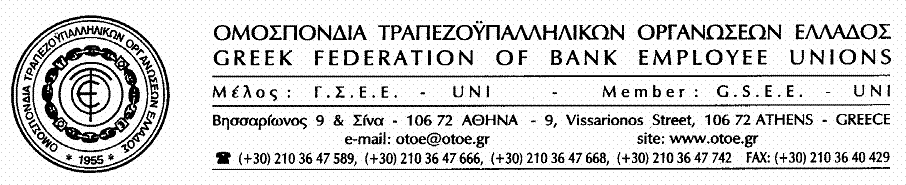 ΟΜΟΣΠΟΝΔΙΑ ΤΡΑΠΕΖΟΫΠΑΛΛΗΛΙΚΩΝ ΟΡΓΑΝΩΣΕΩΝ ΕΛΛΑΔΟΣ
* 1955 *
ΟΜΟΣΠΟΝΔΙΑ ΤΡΑΠΕΖΟΫΠΑΛΛΗΛΙΚΩΝ ΟΡΓΑΝΩΣΕΩΝ ΕΛΛΑΔΟΣ
GREEK FEDERATION OF BANK EMPLOYEE UNIONS
Μέλος: Γ.Σ.Ε.Ε. - UNI - Member: G.S.E.E. - UNI
Βησσαρίωνος 9 & Σίνα - 106 72 ΑΘΗΝΑ - 9, Vissarionos Street, 106 72 ATHENS - GREECE
e-mail: otoe@otoe.gr site: www.otoe.gr
☎ (+30) 210 36 47 589, (+30) 210 36 47 666, (+30) 210 36 47 668, (+30) 210 36 47 742 FAX: (+30) 210 36 40 429